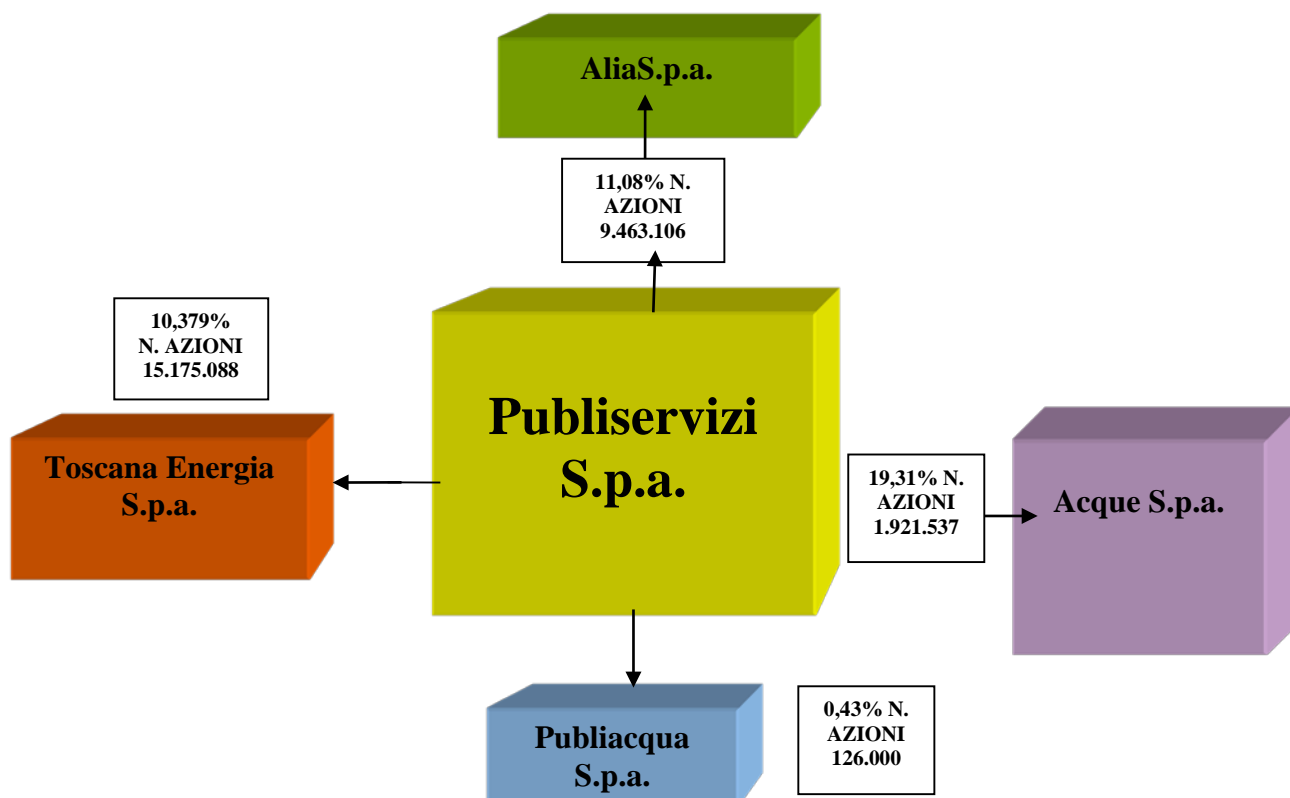 AliaS.p.a.
11,08% N.
AZIONI
9.463.106
10,379%
N. AZIONI
15.175.088
Publiservizi
S.p.a.
Toscana Energia
S.p.a.
19,31% N.
AZIONI
1.921.537
Acque S.p.a.
Publiacqua
S.p.a.
0,43% N.
AZIONI
126.000